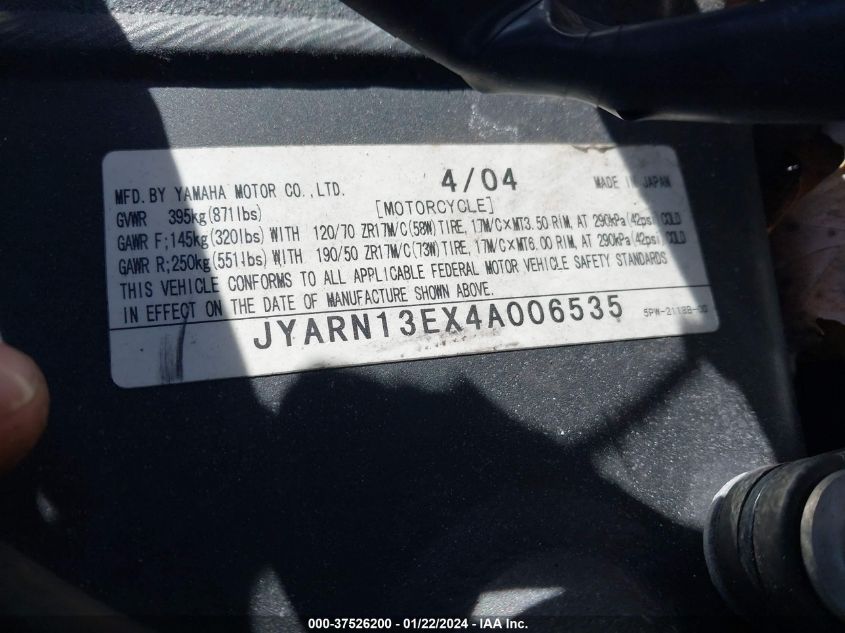 4/04
MFD. BY YAMAHA MOTOR CO.,LTD. MADE IN JAPAN
GVWR 395kg(871lbs) [MOTORCYCLE]
GAWR F;145kg(320lbs) WITH 120/70 ZR17M/C(58W)TIRE, 17M/C×MT3.50 RIM, AT 290kPa(42psi) COLD
GAWR R;250kg(551lbs) WITH 190/50 ZR17M/C(73W)TIRE, 17M/C×MT6.00 RIM, AT 290kPa(42psi) COLD
THIS VEHICLE CONFORMS TO ALL APPLICABLE FEDERAL MOTOR VEHICLE SAFETY STANDARDS
IN EFFECT ON THE DATE OF MANUFACTURE SHOWN ABOVE.
JYARN13EX4A006535 5PW-2118B-00
000-37526200 - 01/22/2024 - IAA Inc.